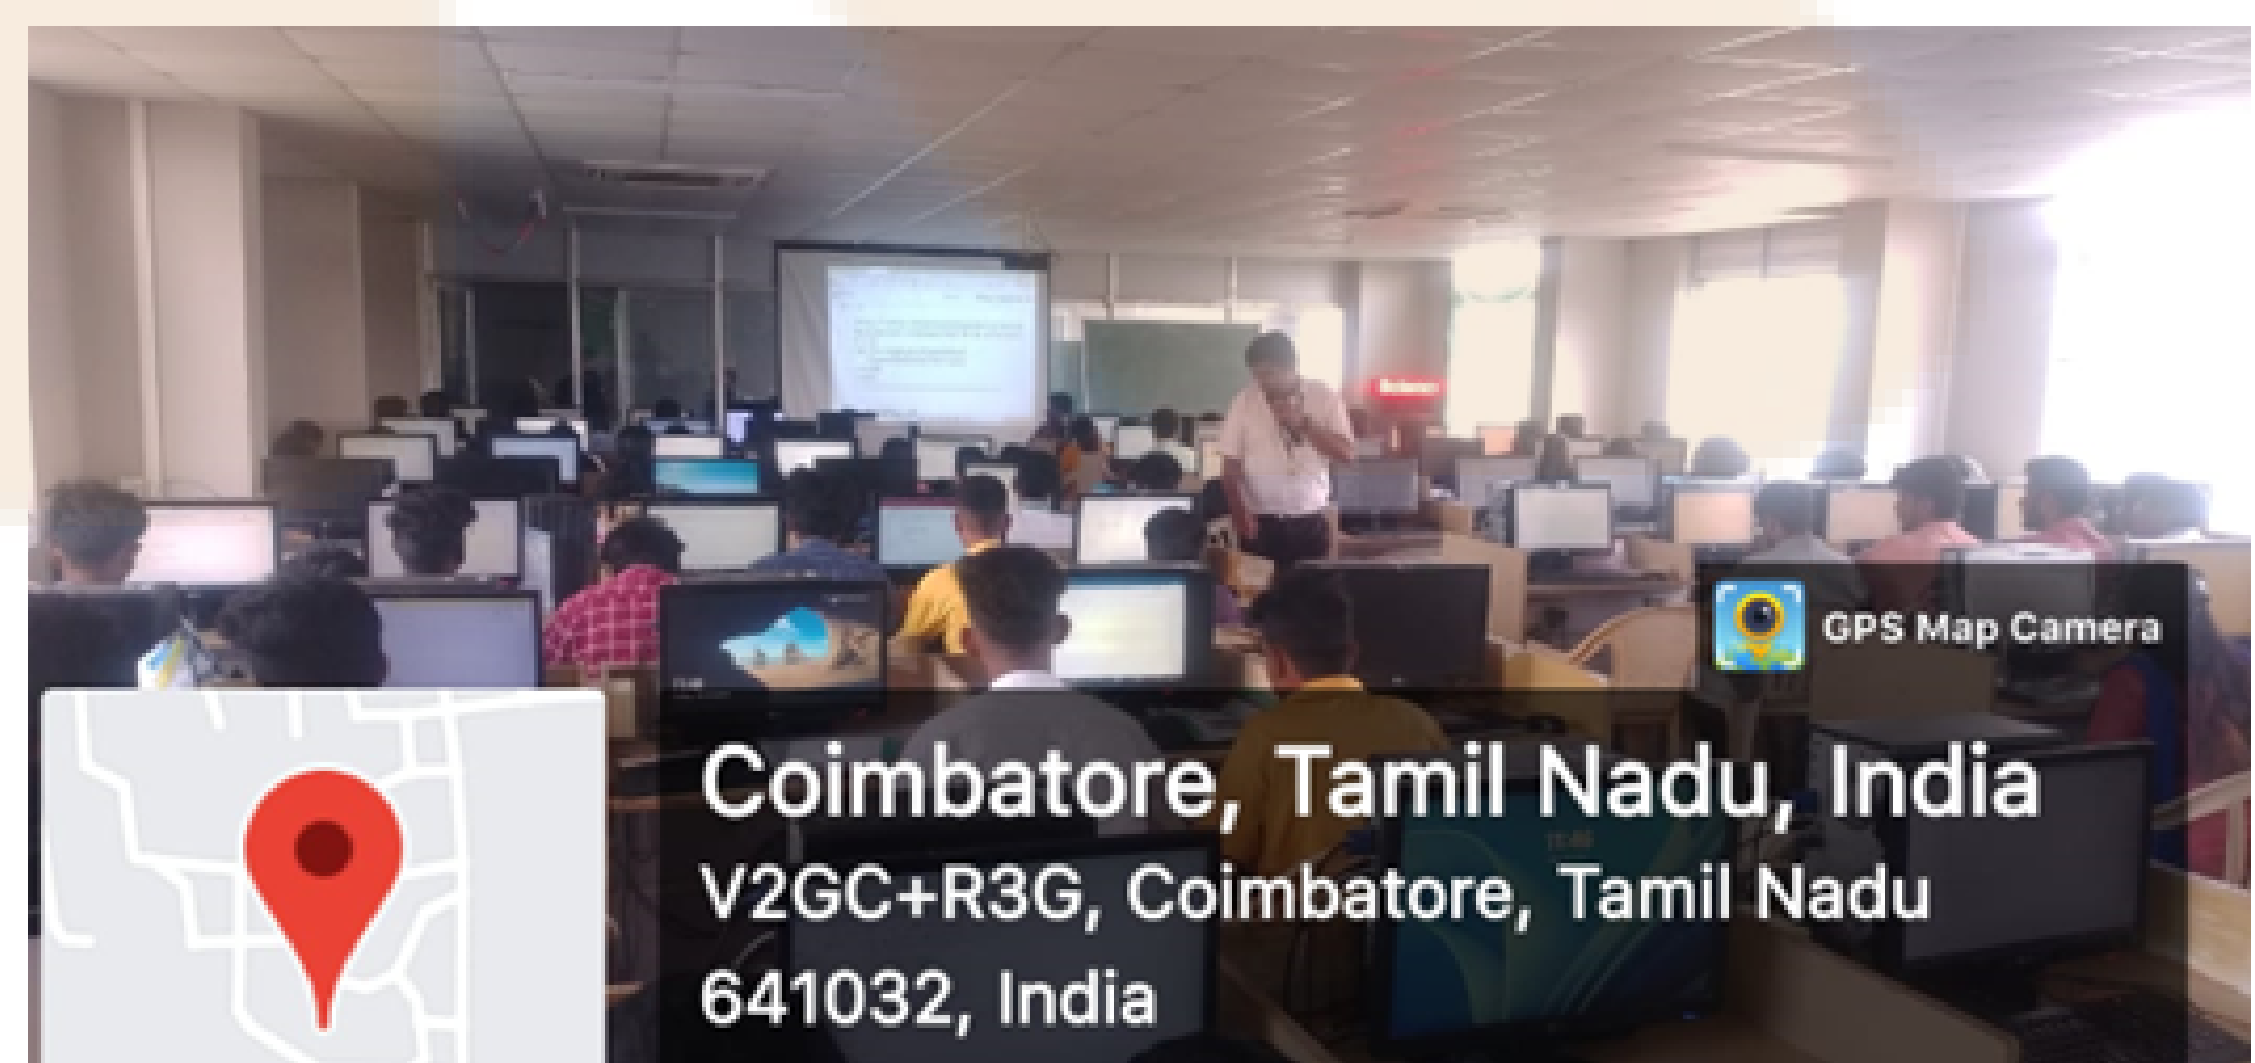 GPS Map Camera
Coimbatore, Tamil Nadu, India
V2GC+R3G, Coimbatore, Tamil Nadu
641032, India